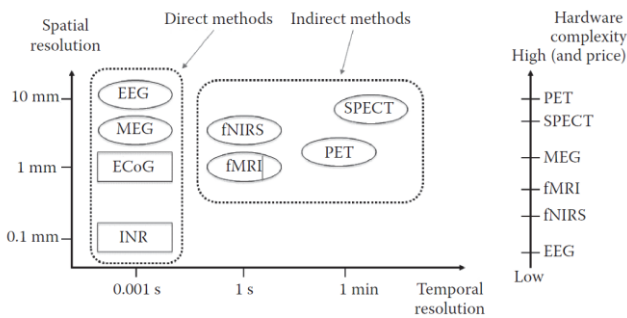 Spatial
resolution
Direct methods
Indirect methods
10 mm
1 mm
0.1 mm
EEG
MEG
ECoG
INR
fNIRS
fMRI
SPECT
PET
0.001 s
1 s
1 min
Temporal
resolution
Hardware
complexity
High (and price)
PET
SPECT
MEG
fMRI
fNIRS
EEG
Low